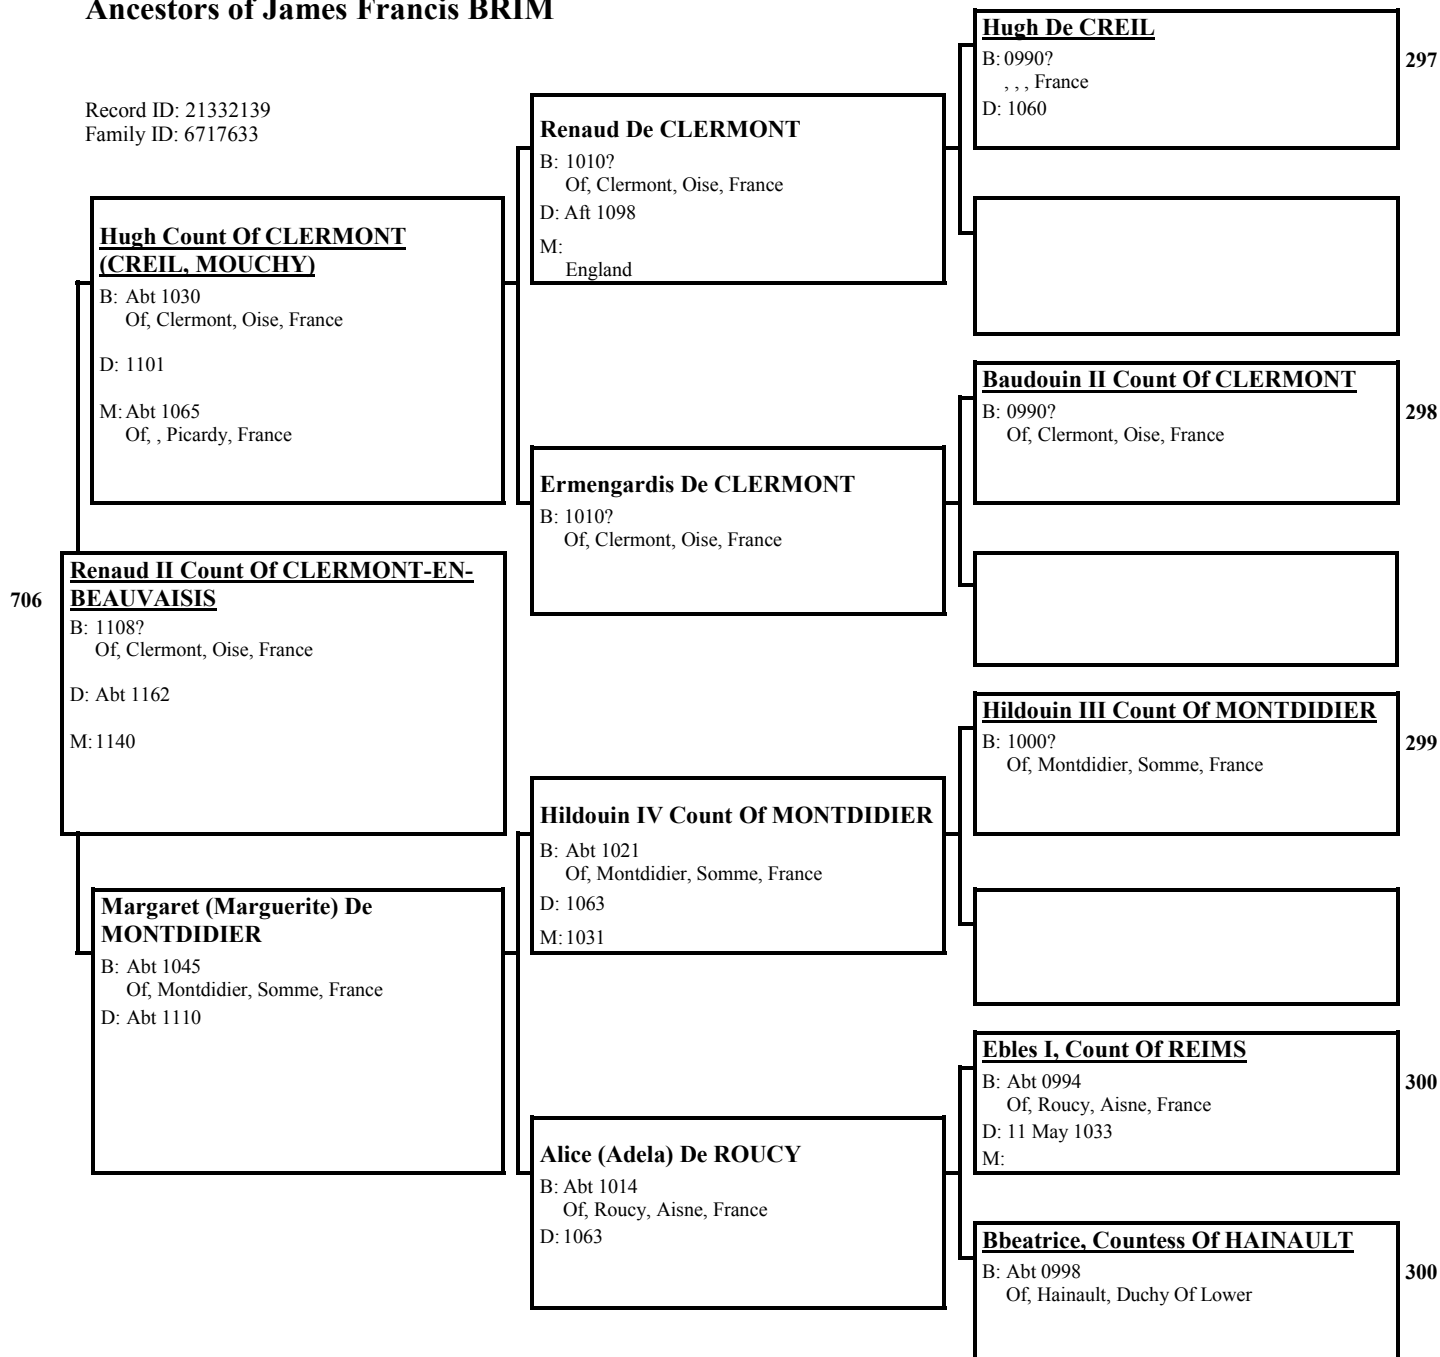 Ancestors of James Francis BRIM
Record ID: 21332139
Family ID: 6717633
Hugh Count Of CLERMONT
(CREIL, MOUCHY)
B: Abt 1030
Of, Clermont, Oise, France
D: 1101
M: Abt 1065
Of, , Picardy, France
706
Renaud II Count Of CLERMONT-EN-
BEAUVAISIS
B: 1108?
Of, Clermont, Oise, France
D: Abt 1162
M: 1140
Margaret (Marguerite) De
MONTDIDIER
B: Abt 1045
Of, Montdidier, Somme, France
D: Abt 1110
Renaud De CLERMONT
B: 1010?
Of, Clermont, Oise, France
D: Aft 1098
M:
England
Ermengardis De CLERMONT
B: 1010?
Of, Clermont, Oise, France
Hildouin IV Count Of MONTDIDIER
B: Abt 1021
Of, Montdidier, Somme, France
D: 1063
M: 1031
Alice (Adela) De ROUCY
B: Abt 1014
Of, Roucy, Aisne, France
D: 1063
Hugh De CREIL
B: 0990?
, , , France
D: 1060
297
Baudouin II Count Of CLERMONT
B: 0990?
Of, Clermont, Oise, France
298
Hildouin III Count Of MONTDIDIER
B: 1000?
Of, Montdidier, Somme, France
299
Ebles I, Count Of REIMS
B: Abt 0994
Of, Roucy, Aisne, France
D: 11 May 1033
M:
300
Bbeatrice, Countess Of HAINAULT
B: Abt 0998
Of, Hainault, Duchy Of Lower
300